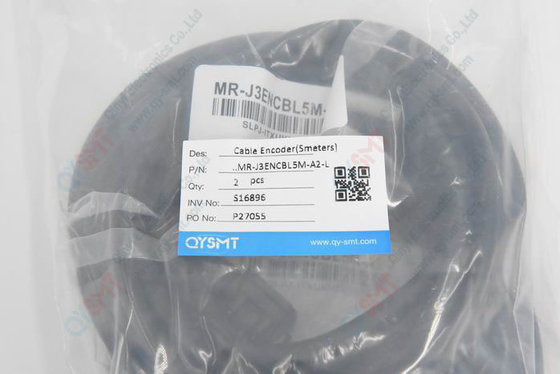 MR-J3ENCBL5M-
Des: Cable Encoder(5meters)
P/N: ..MR-J3ENCBL5M-A2-L
Qty: 2 pcs
INV No: S16896
PO No: P27055
QYSMT www.qy-smt.com